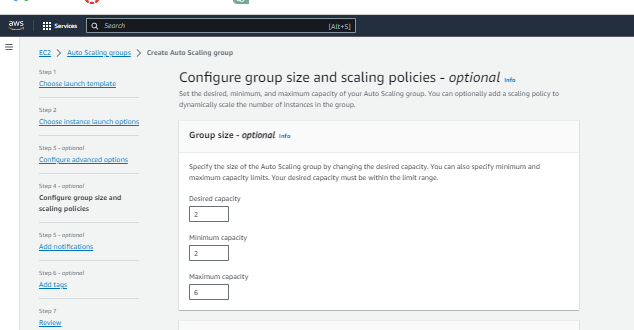 aws
Services
Search
[Alt+S]
EC2 > Auto Scaling groups > Create Auto Scaling group
Step 1
Choose launch template
Step 2
Choose instance launch options
Step 3 - optional
Configure advanced options
Step 4 - optional
Configure group size and
scaling policies
Step 5 - optional
Add notifications
Step 6 - optional
Add tags
Step 7
Review
Configure group size and scaling policies - optional Info
Set the desired, minimum, and maximum capacity of your Auto Scaling group. You can optionally add a scaling policy to
dynamically scale the number of instances in the group.
Group size - optional Info
Specify the size of the Auto Scaling group by changing the desired capacity. You can also specify minimum and
maximum capacity limits. Your desired capacity must be within the limit range.
Desired capacity
2
Minimum capacity
2
Maximum capacity
6